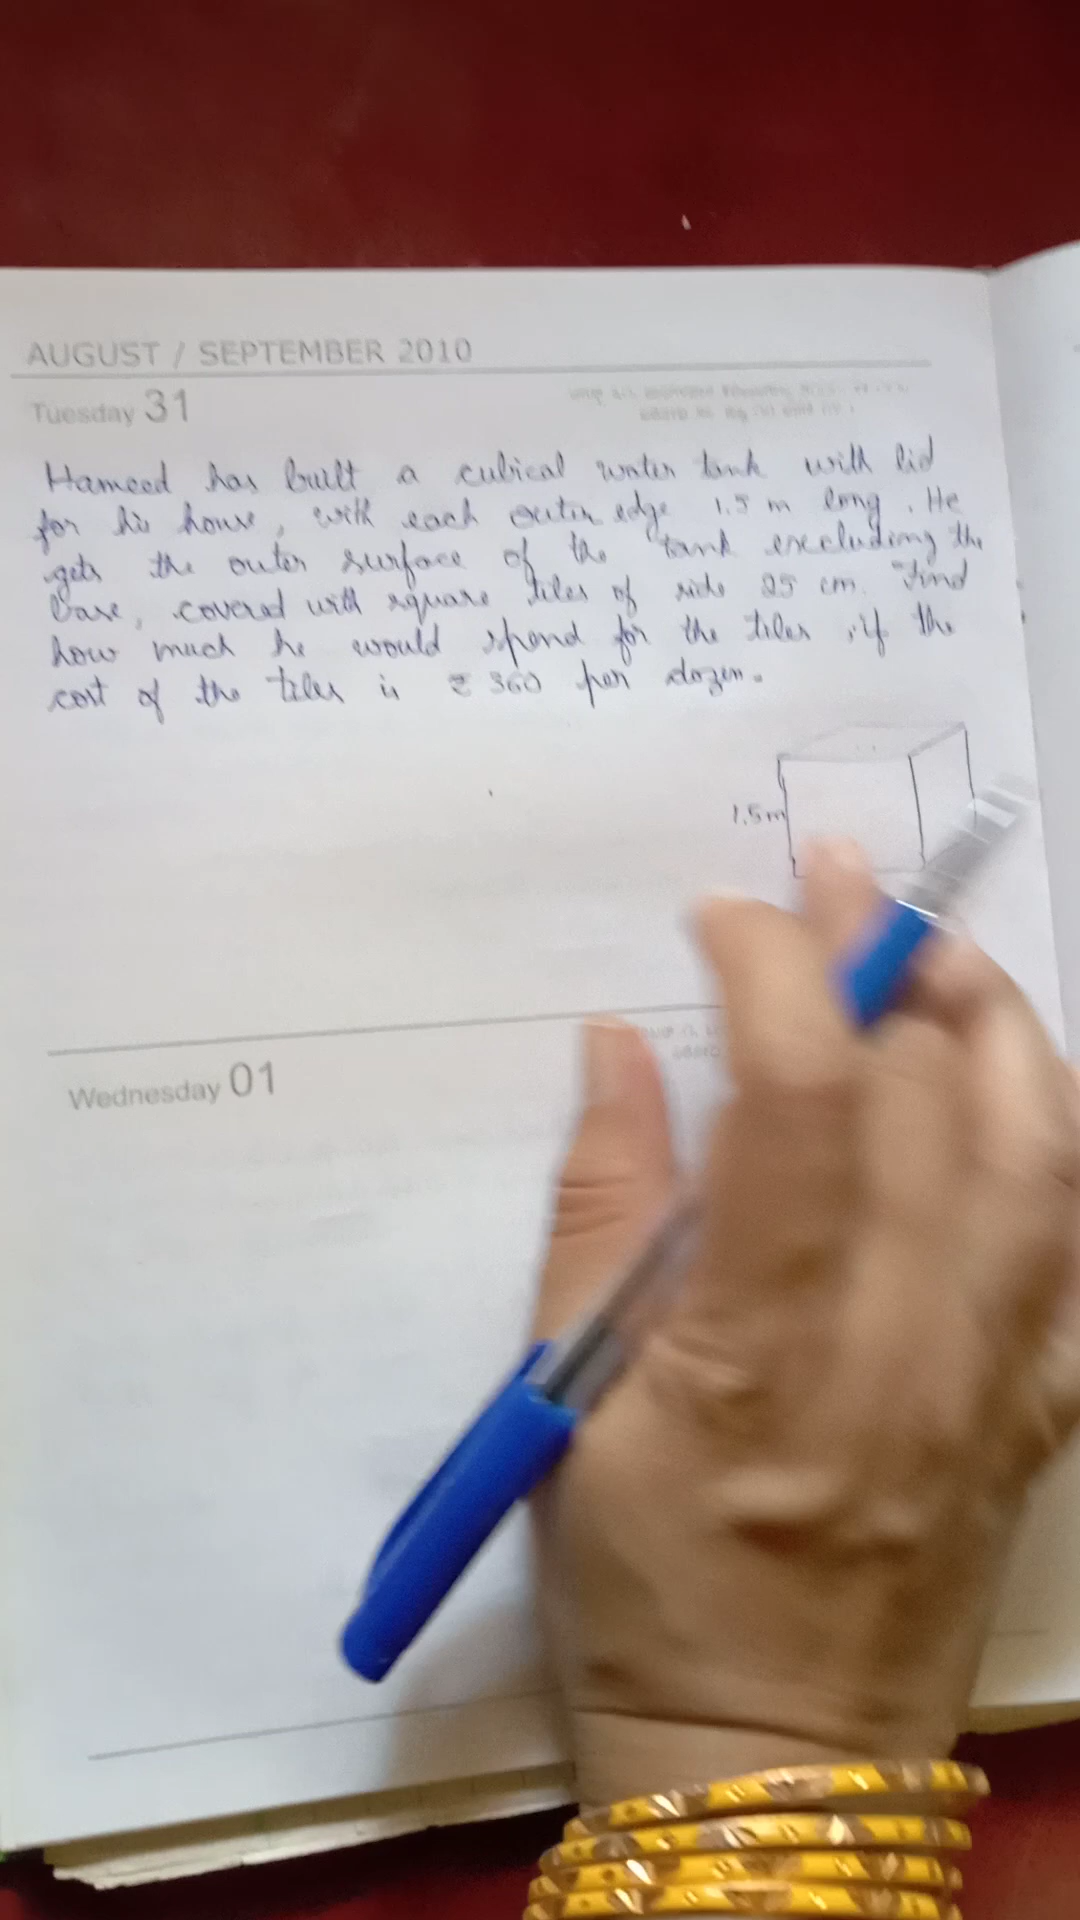 AUGUST / SEPTEMBER 2010
Tuesday 31
Hameed has built a cubical water tank with lid
for his house, with each outer edge 1.5 m long. He
gets the outer surface of the tank excluding the
base, covered with square tiles of side 25 cm. Find
how much he would spend for the tiles, if the
cost of the tiles is ₹ 360 per dozen.
1.5m
Wednesday 01